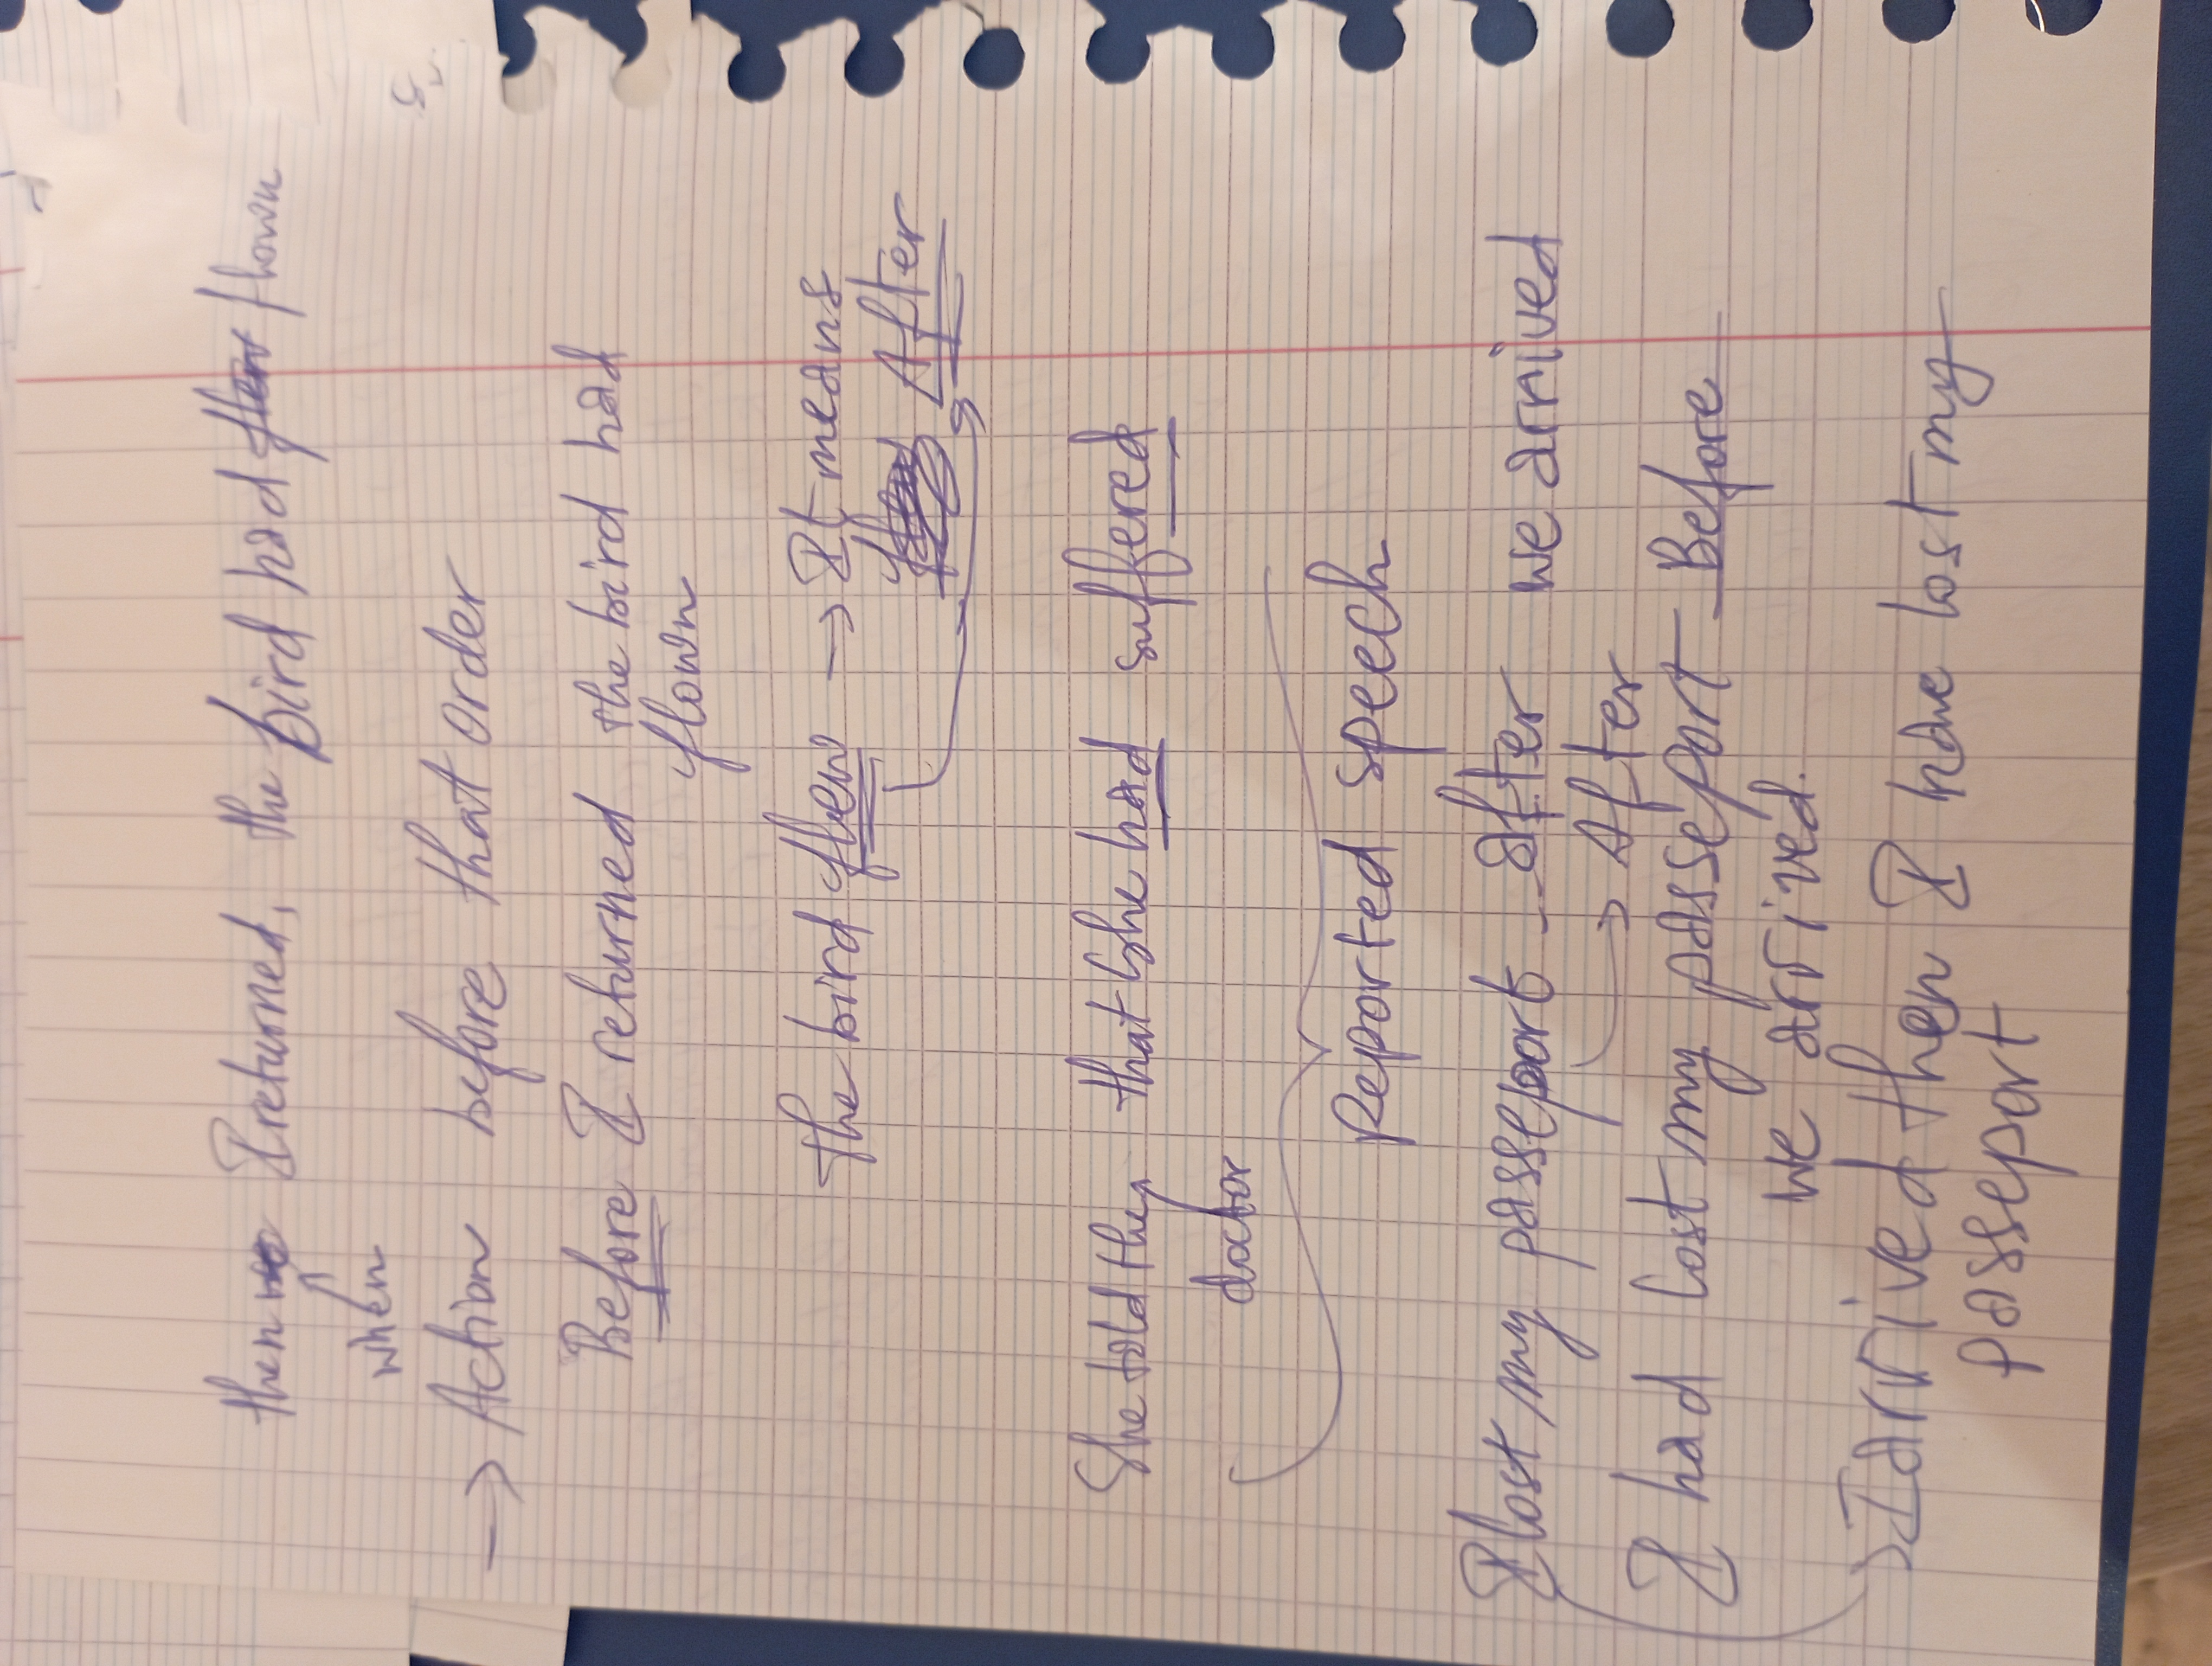 then I returned, the bird had flown
when
→ Action before that order
Before I returned the bird had
flown
The bird flew → It means
After
She told then that she had suffered
doctor
Reported speech
I lost my passeport after we arrived
→ After
I had lost my passeport Before
we arrived.
→ I arrived then I have lost my
passeport